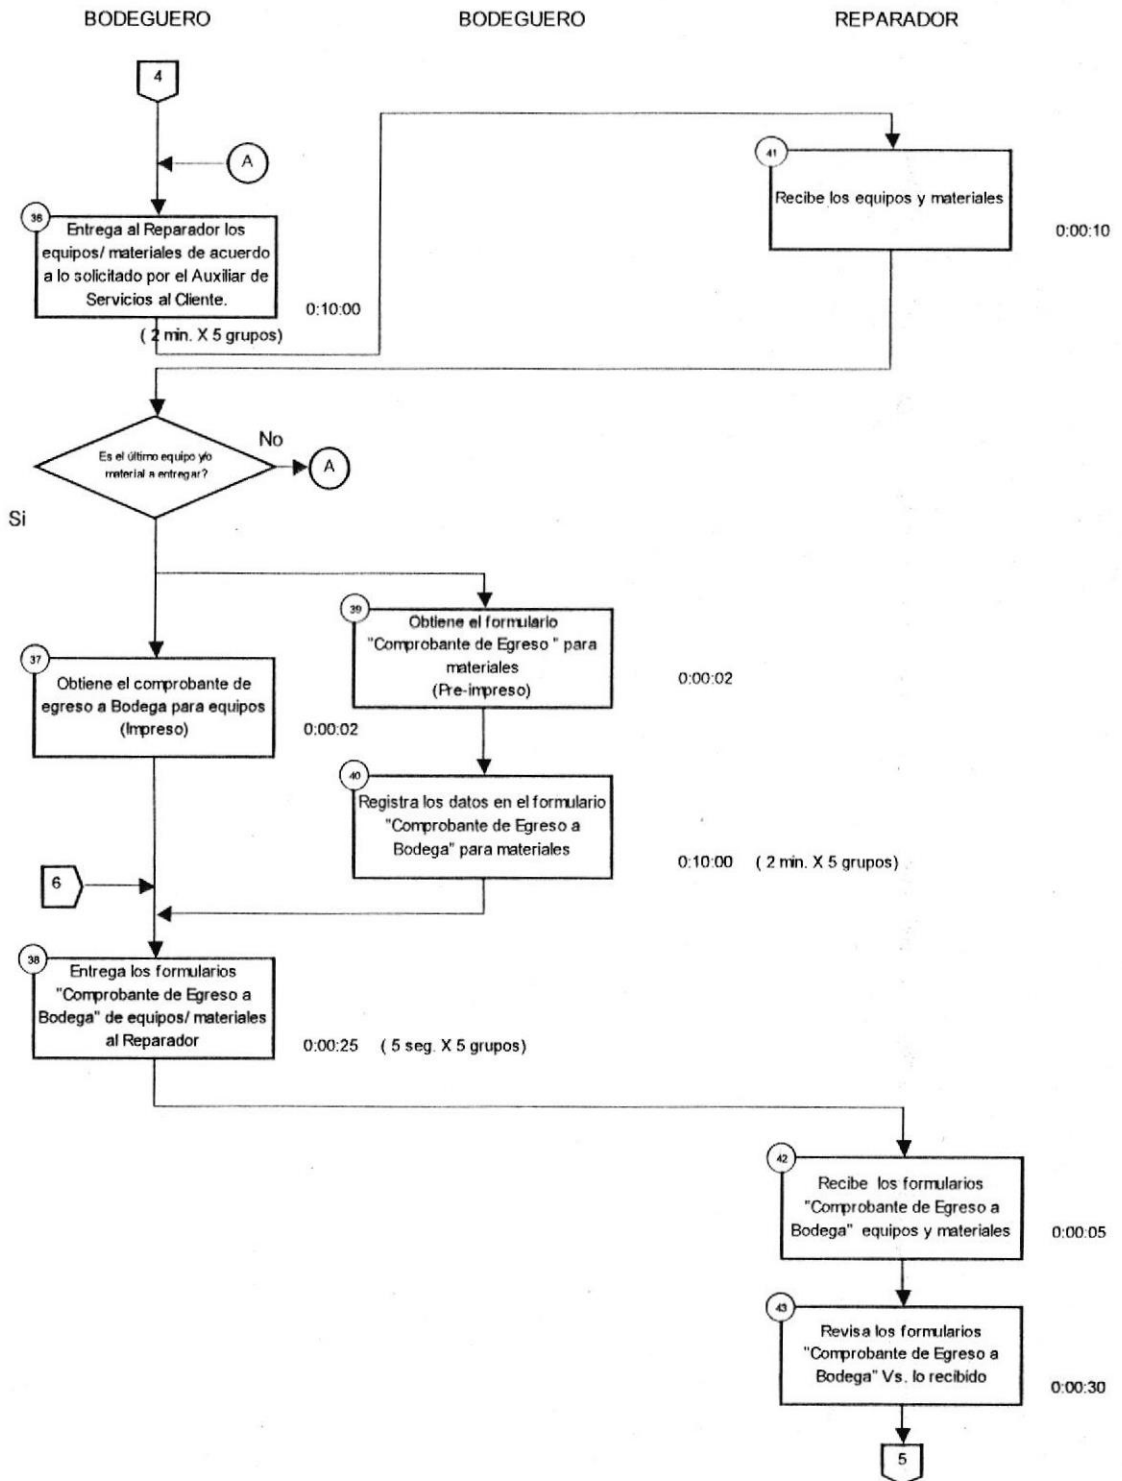 BODEGUERO
BODEGUERO
REPARADOR
4
A
36
Entrega al Reparador los
equipos/ materiales de acuerdo
a lo solicitado por el Auxiliar de
Servicios al Cliente.
0:10:00
( 2 min. X 5 grupos)
41
Recibe los equipos y materiales
0:00:10
Es el último equipo y/o
material a entregar?
No
A
Si
39
Obtiene el formulario
"Comprobante de Egreso " para
materiales
(Pre-impreso)
0:00:02
37
Obtiene el comprobante de
egreso a Bodega para equipos
(Impreso)
0:00:02
40
Registra los datos en el formulario
"Comprobante de Egreso a
Bodega" para materiales
0:10:00 ( 2 min. X 5 grupos)
6
38
Entrega los formularios
"Comprobante de Egreso a
Bodega" de equipos/ materiales
al Reparador
0:00:25 ( 5 seg. X 5 grupos)
42
Recibe los formularios
"Comprobante de Egreso a
Bodega" equipos y materiales
0:00:05
43
Revisa los formularios
"Comprobante de Egreso a
Bodega" Vs. lo recibido
0:00:30
5